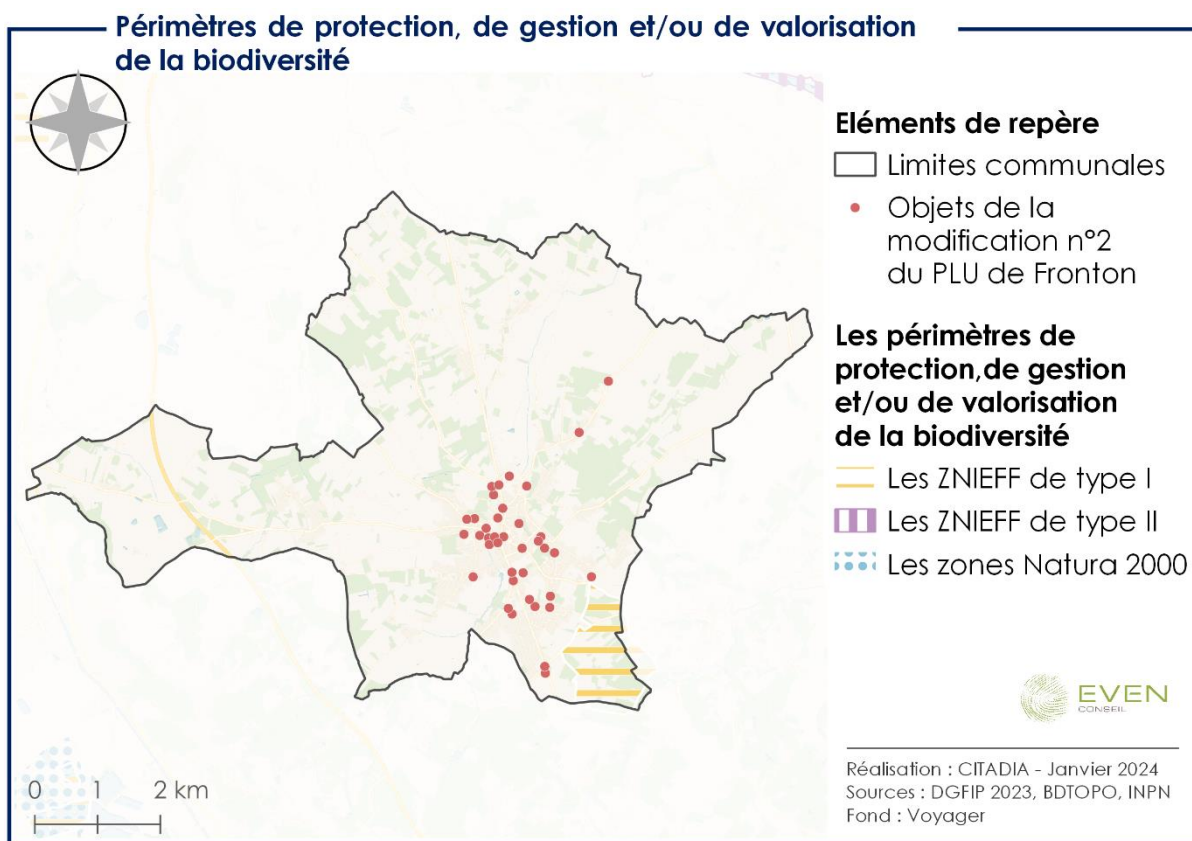 Périmètres de protection, de gestion et/ou de valorisation
de la biodiversité
Eléments de repère
Limites communales
Objets de la
modification n°2
du PLU de Fronton
Les périmètres de
protection,de gestion
et/ou de valorisation
de la biodiversité
Les ZNIEFF de type I
Les ZNIEFF de type II
Les zones Natura 2000
EVEN
CONSEIL
0 1 2 km
Réalisation : CITADIA - Janvier 2024
Sources : DGFIP 2023, BDTOPO, INPN
Fond : Voyager